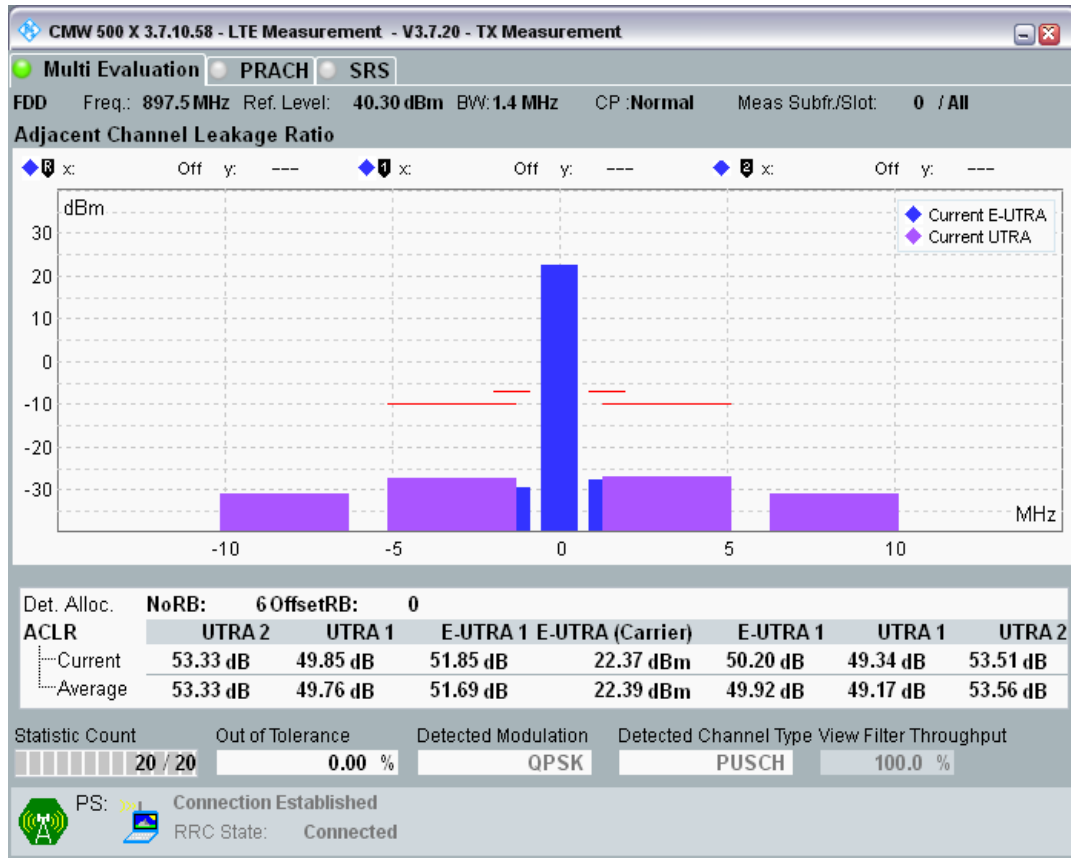 CMW 500 X 3.7.10.58 - LTE Measurement - V3.7.20 - TX Measurement
Multi Evaluation PRACH SRS
FDD Freq.: 897.5 MHz Ref. Level: 40.30 dBm BW: 1.4 MHz CP :Normal Meas Subfr./Slot: 0 / All
Adjacent Channel Leakage Ratio
R x: Off y: --- 1 x: Off y: --- 2 x: Off y: ---
dBm
Current E-UTRA
Current UTRA
30
20
10
0
-10
-20
-30
MHz
-10 -5 0 5 10
Det. Alloc. NoRB: 6 OffsetRB: 0
ACLR UTRA 2 UTRA 1 E-UTRA 1 E-UTRA (Carrier) E-UTRA 1 UTRA 1 UTRA 2
Current 53.33 dB 49.85 dB 51.85 dB 22.37 dBm 50.20 dB 49.34 dB 53.51 dB
Average 53.33 dB 49.76 dB 51.69 dB 22.39 dBm 49.92 dB 49.17 dB 53.56 dB
Statistic Count Out of Tolerance Detected Modulation Detected Channel Type View Filter Throughput
20 / 20 0.00 % QPSK PUSCH 100.0 %
PS: Connection Established
RRC State: Connected